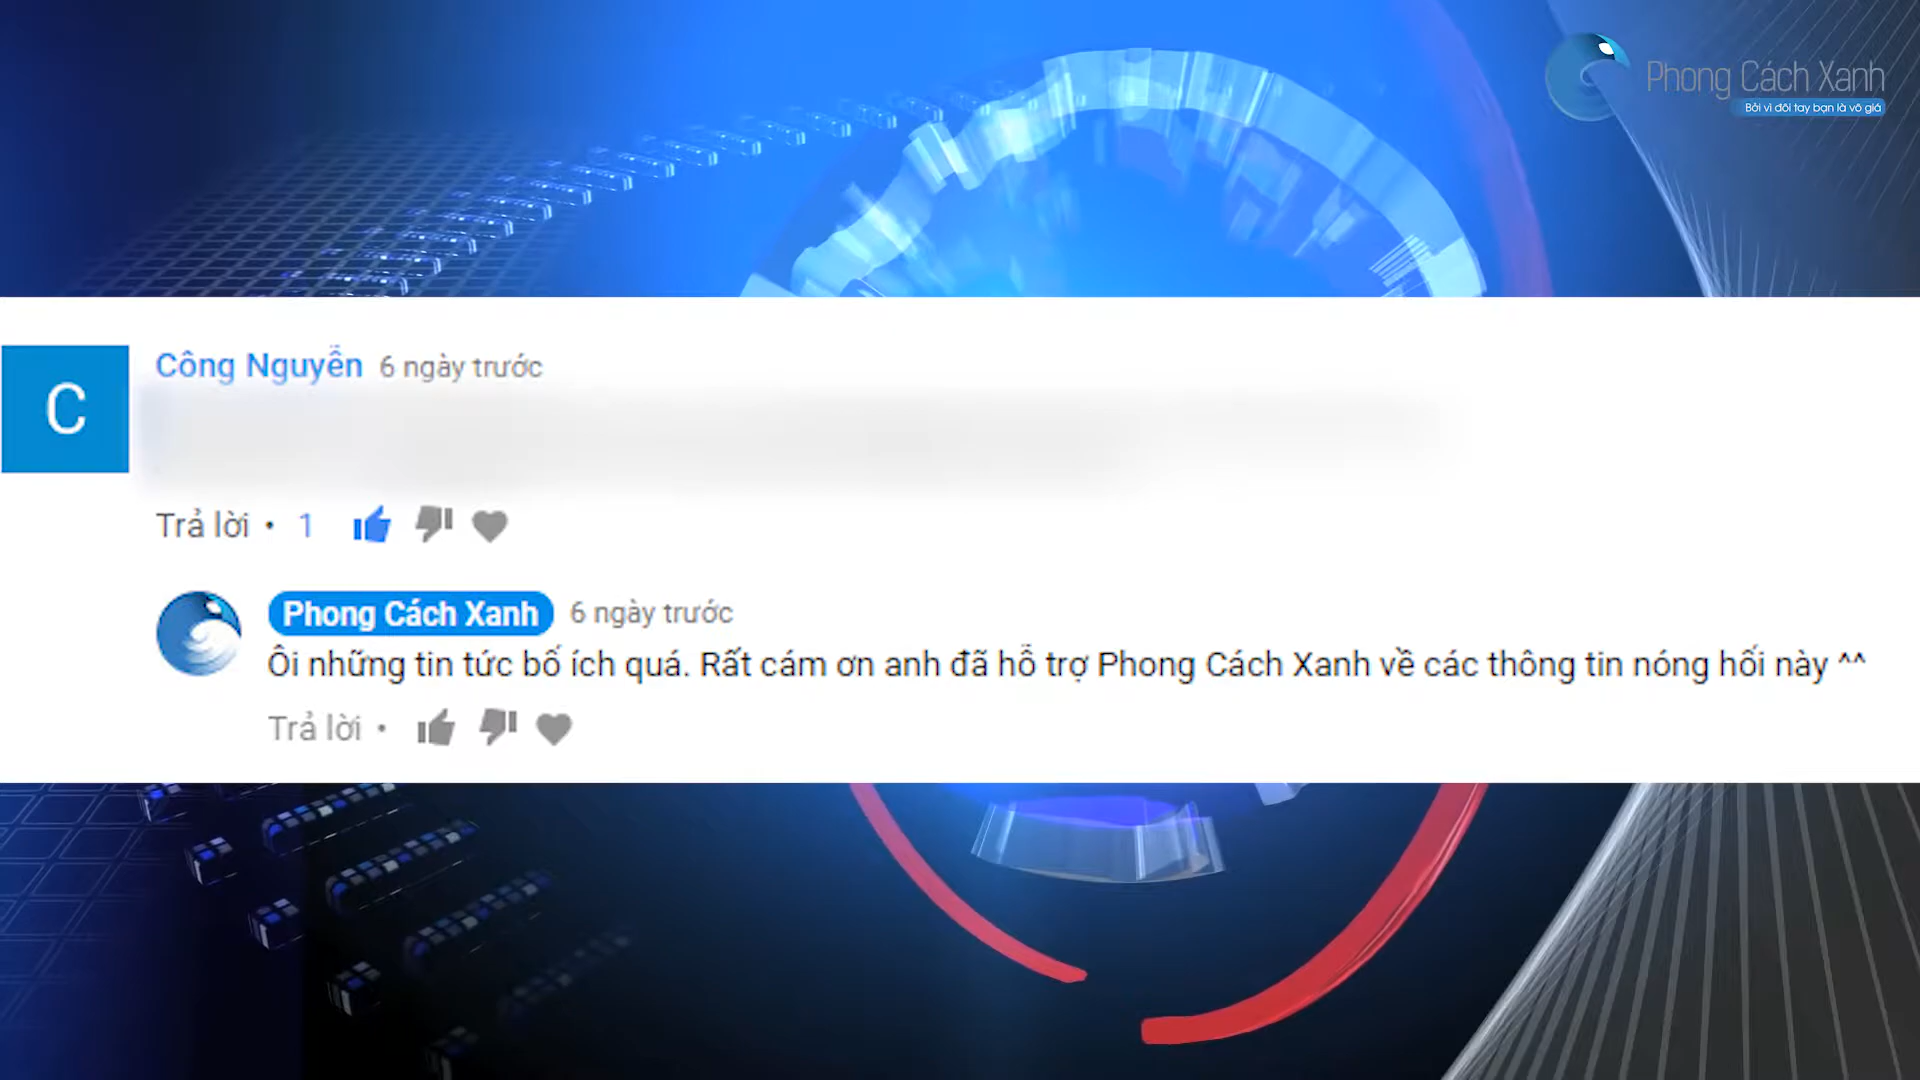 Phong Cách Xanh
Bởi vì đôi tay bạn là vô giá
Công Nguyễn 6 ngày trước
C
Trả lời • 1
Phong Cách Xanh 6 ngày trước
Ôi những tin tức bổ ích quá. Rất cám ơn anh đã hỗ trợ Phong Cách Xanh về các thông tin nóng hổi này ^^
Trả lời •